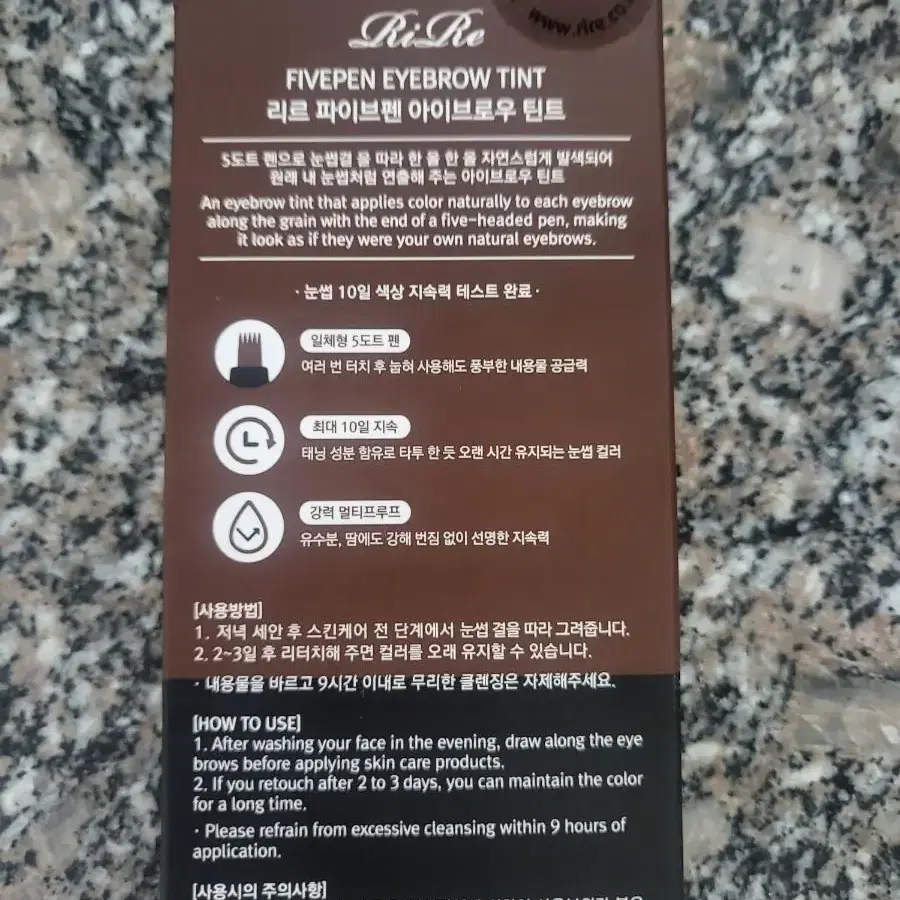 www.rire.co
RiRe
FIVEPEN EYEBROW TINT
리르 파이브펜 아이브로우 틴트
5도트 펜으로 눈썹결 을 따라 한 올 한 올 자연스럽게 발색되어
원래 내 눈썹처럼 연출해 주는 아이브로우 틴트
An eyebrow tint that applies color naturally to each eyebrow
along the grain with the end of a five-headed pen, making
it look as if they were your own natural eyebrows.
· 눈썹 10일 색상 지속력 테스트 완료 ·
일체형 5도트 펜
여러 번 터치 후 눕혀 사용해도 풍부한 내용물 공급력
최대 10일 지속
태닝 성분 함유로 타투 한 듯 오랜 시간 유지되는 눈썹 컬러
강력 멀티프루프
유수분, 땀에도 강해 번짐 없이 선명한 지속력
[사용방법]
1. 저녁 세안 후 스킨케어 전 단계에서 눈썹 결을 따라 그려줍니다.
2. 2~3일 후 리터치해 주면 컬러를 오래 유지할 수 있습니다.
· 내용물을 바르고 9시간 이내로 무리한 클렌징은 자제해주세요.
[HOW TO USE]
1. After washing your face in the evening, draw along the eye
brows before applying skin care products.
2. If you retouch after 2 to 3 days, you can maintain the color
for a long time.
· Please refrain from excessive cleansing within 9 hours of
application.
[사용시의 주의사항]